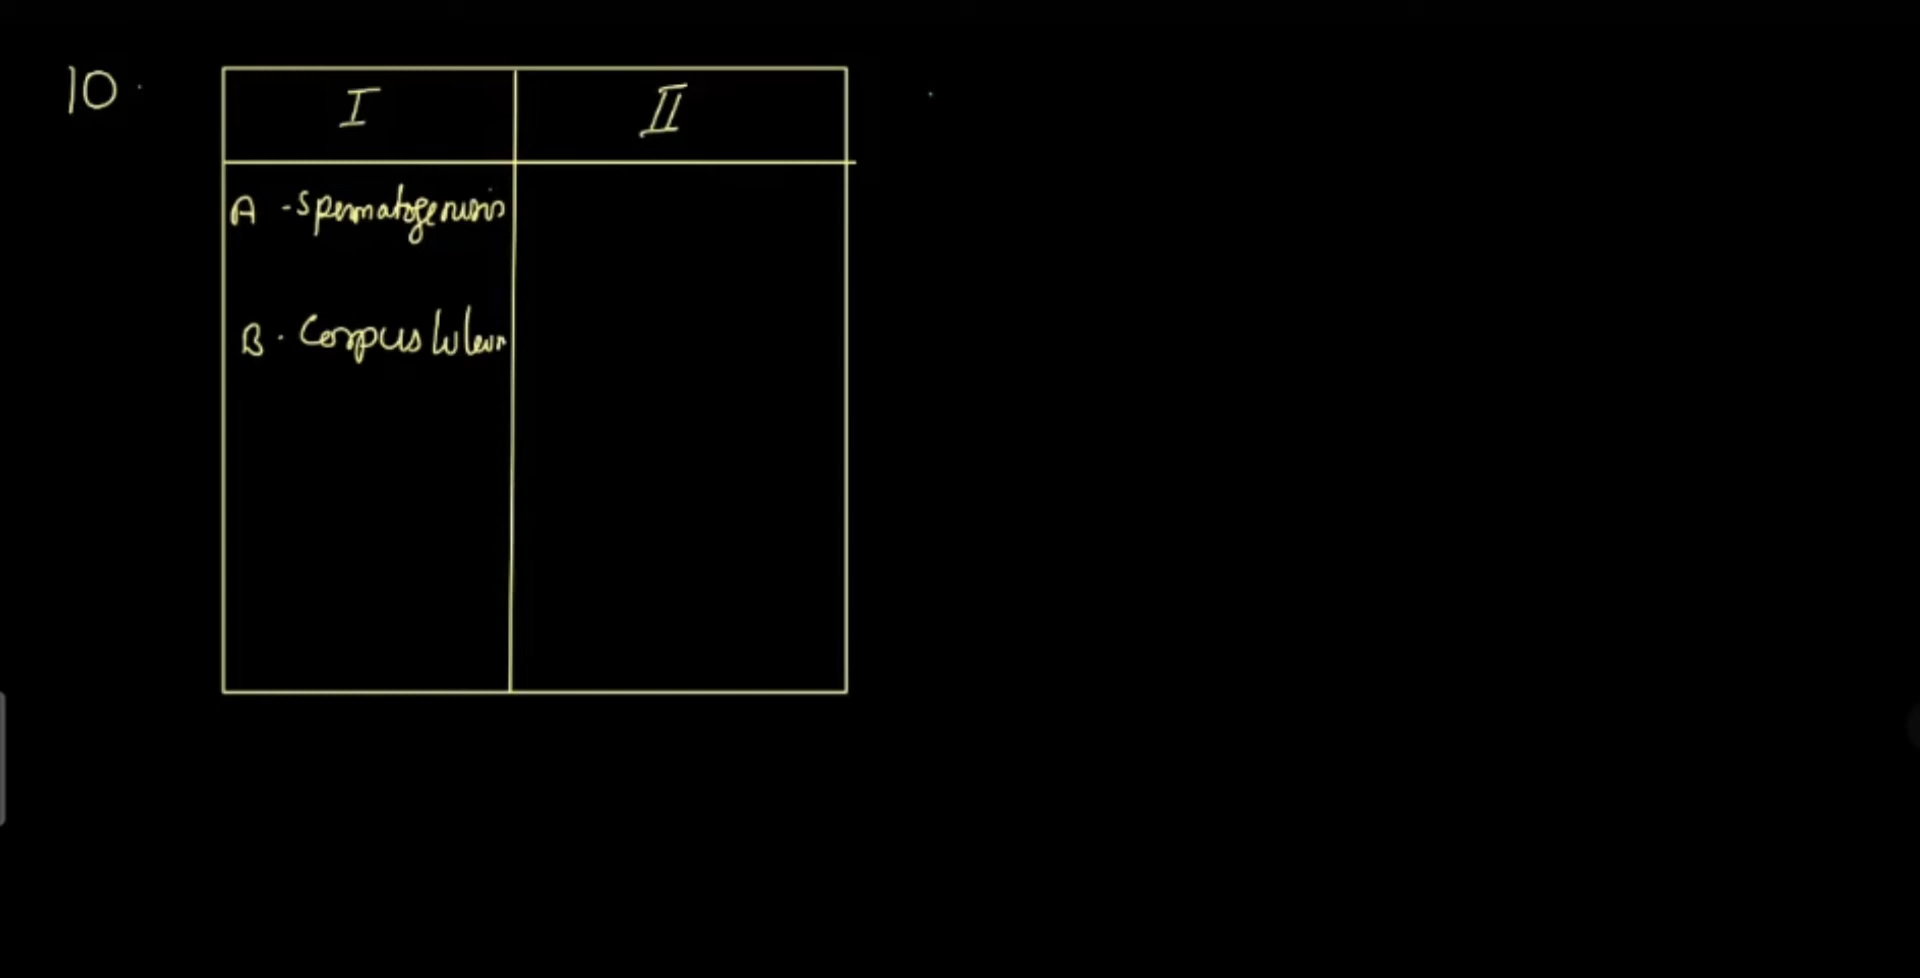 10.
I
II
A - Spermatogenesis
B. Corpus luteum